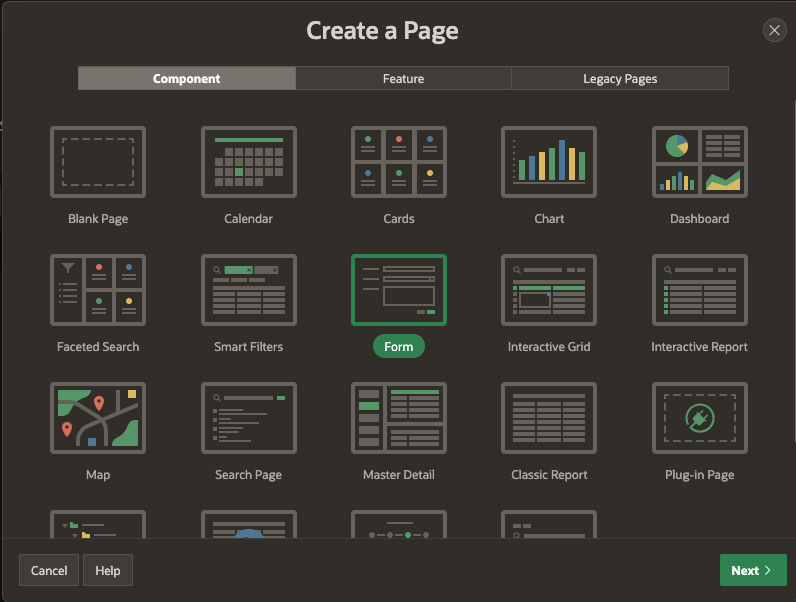 Create a Page
Component Feature Legacy Pages
Blank Page Calendar Cards Chart Dashboard
Faceted Search Smart Filters Form Interactive Grid Interactive Report
Map Search Page Master Detail Classic Report Plug-in Page
Cancel Help Next